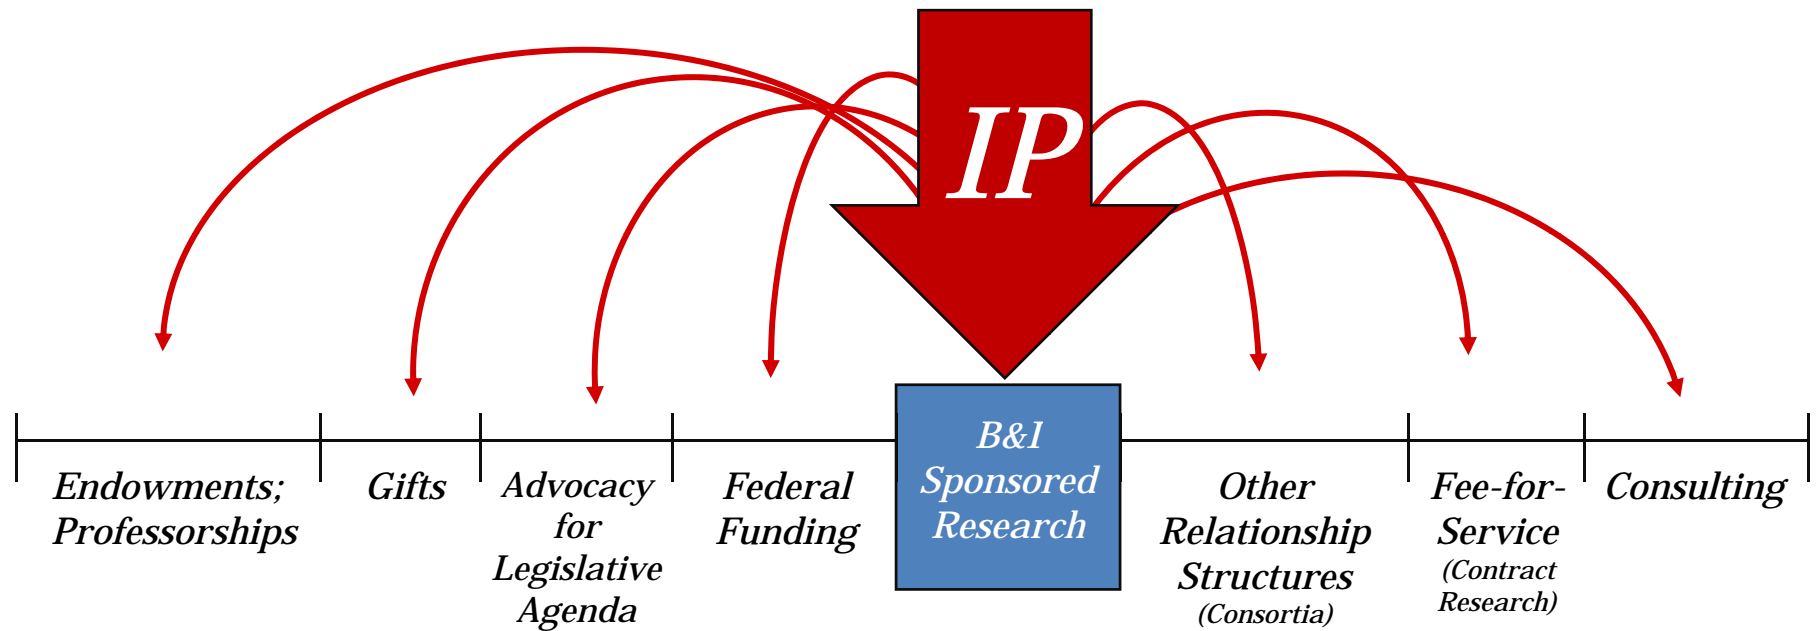 IP
Endowments;
Professorships
Gifts
Advocacy
for
Legislative
Agenda
Federal
Funding
B&I
Sponsored
Research
Other
Relationship
Structures
(Consortia)
Fee-for-
Service
(Contract
Research)
Consulting